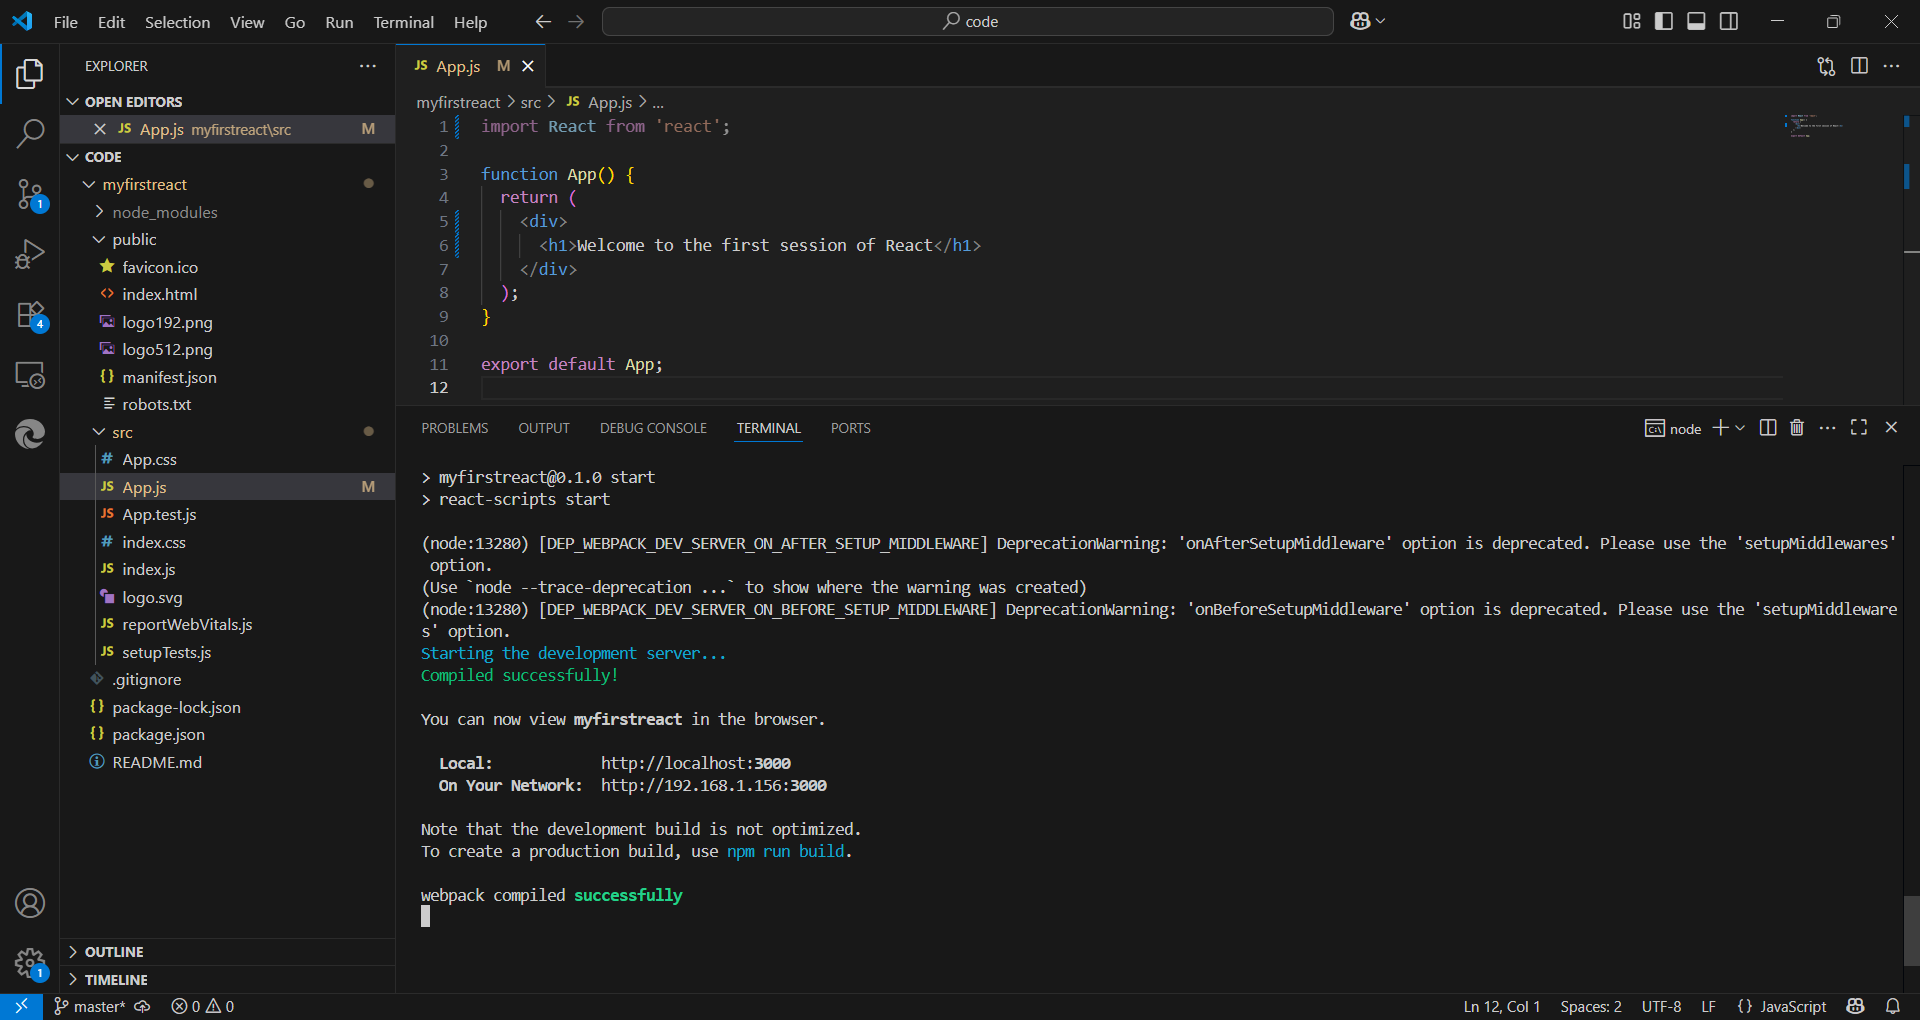 File Edit Selection View Go Run Terminal Help
code
EXPLORER
OPEN EDITORS
App.js myfirstreact\src M
CODE
myfirstreact
node_modules
public
favicon.ico
index.html
logo192.png
logo512.png
manifest.json
robots.txt
src
App.css
App.js M
App.test.js
index.css
index.js
logo.svg
reportWebVitals.js
setupTests.js
.gitignore
package-lock.json
package.json
README.md
OUTLINE
TIMELINE
1
4
1
JS App.js M
myfirstreact > src > JS App.js > ...
1 import React from 'react';
2
3 function App() {
4 return (
5 <div>
6 <h1>Welcome to the first session of React</h1>
7 </div>
8 );
9 }
10
11 export default App;
12
PROBLEMS OUTPUT DEBUG CONSOLE TERMINAL PORTS
node
> myfirstreact@0.1.0 start
> react-scripts start
(node:13280) [DEP_WEBPACK_DEV_SERVER_ON_AFTER_SETUP_MIDDLEWARE] DeprecationWarning: 'onAfterSetupMiddleware' option is deprecated. Please use the 'setupMiddlewares'
option.
(Use `node --trace-deprecation ...` to show where the warning was created)
(node:13280) [DEP_WEBPACK_DEV_SERVER_ON_BEFORE_SETUP_MIDDLEWARE] DeprecationWarning: 'onBeforeSetupMiddleware' option is deprecated. Please use the 'setupMiddleware
s' option.
Starting the development server...
Compiled successfully!
You can now view myfirstreact in the browser.
Local: http://localhost:3000
On Your Network: http://192.168.1.156:3000
Note that the development build is not optimized.
To create a production build, use npm run build.
webpack compiled successfully
master* 0 0
Ln 12, Col 1 Spaces: 2 UTF-8 LF {} JavaScript